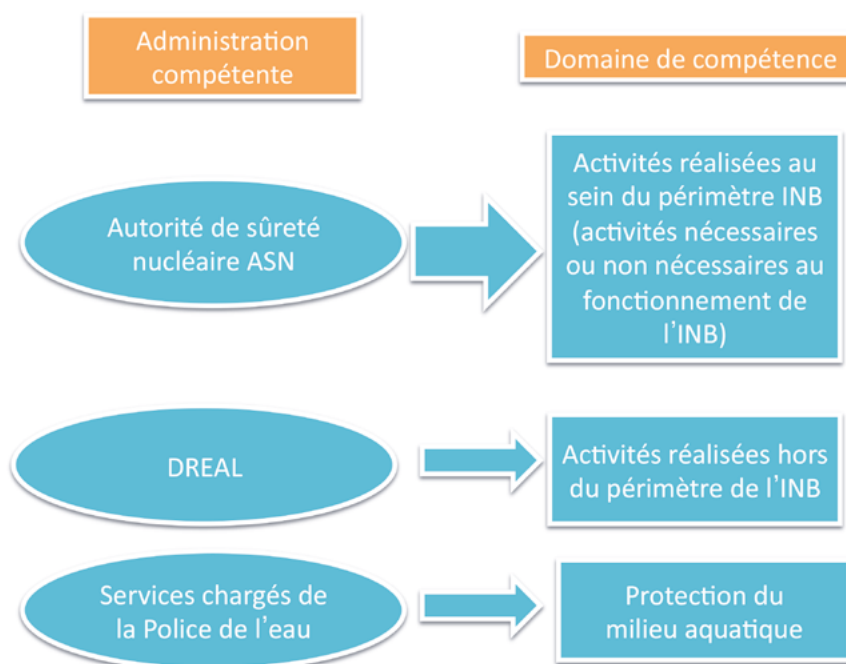 Administration
compétente
Domaine de compétence
Autorité de sûreté
nucléaire ASN
Activités réalisées au
sein du périmètre INB
(activités nécessaires
ou non nécessaires au
fonctionnement de
l'INB)
DREAL
Activités réalisées hors
du périmètre de l'INB
Services chargés de
la Police de l'eau
Protection du
milieu aquatique